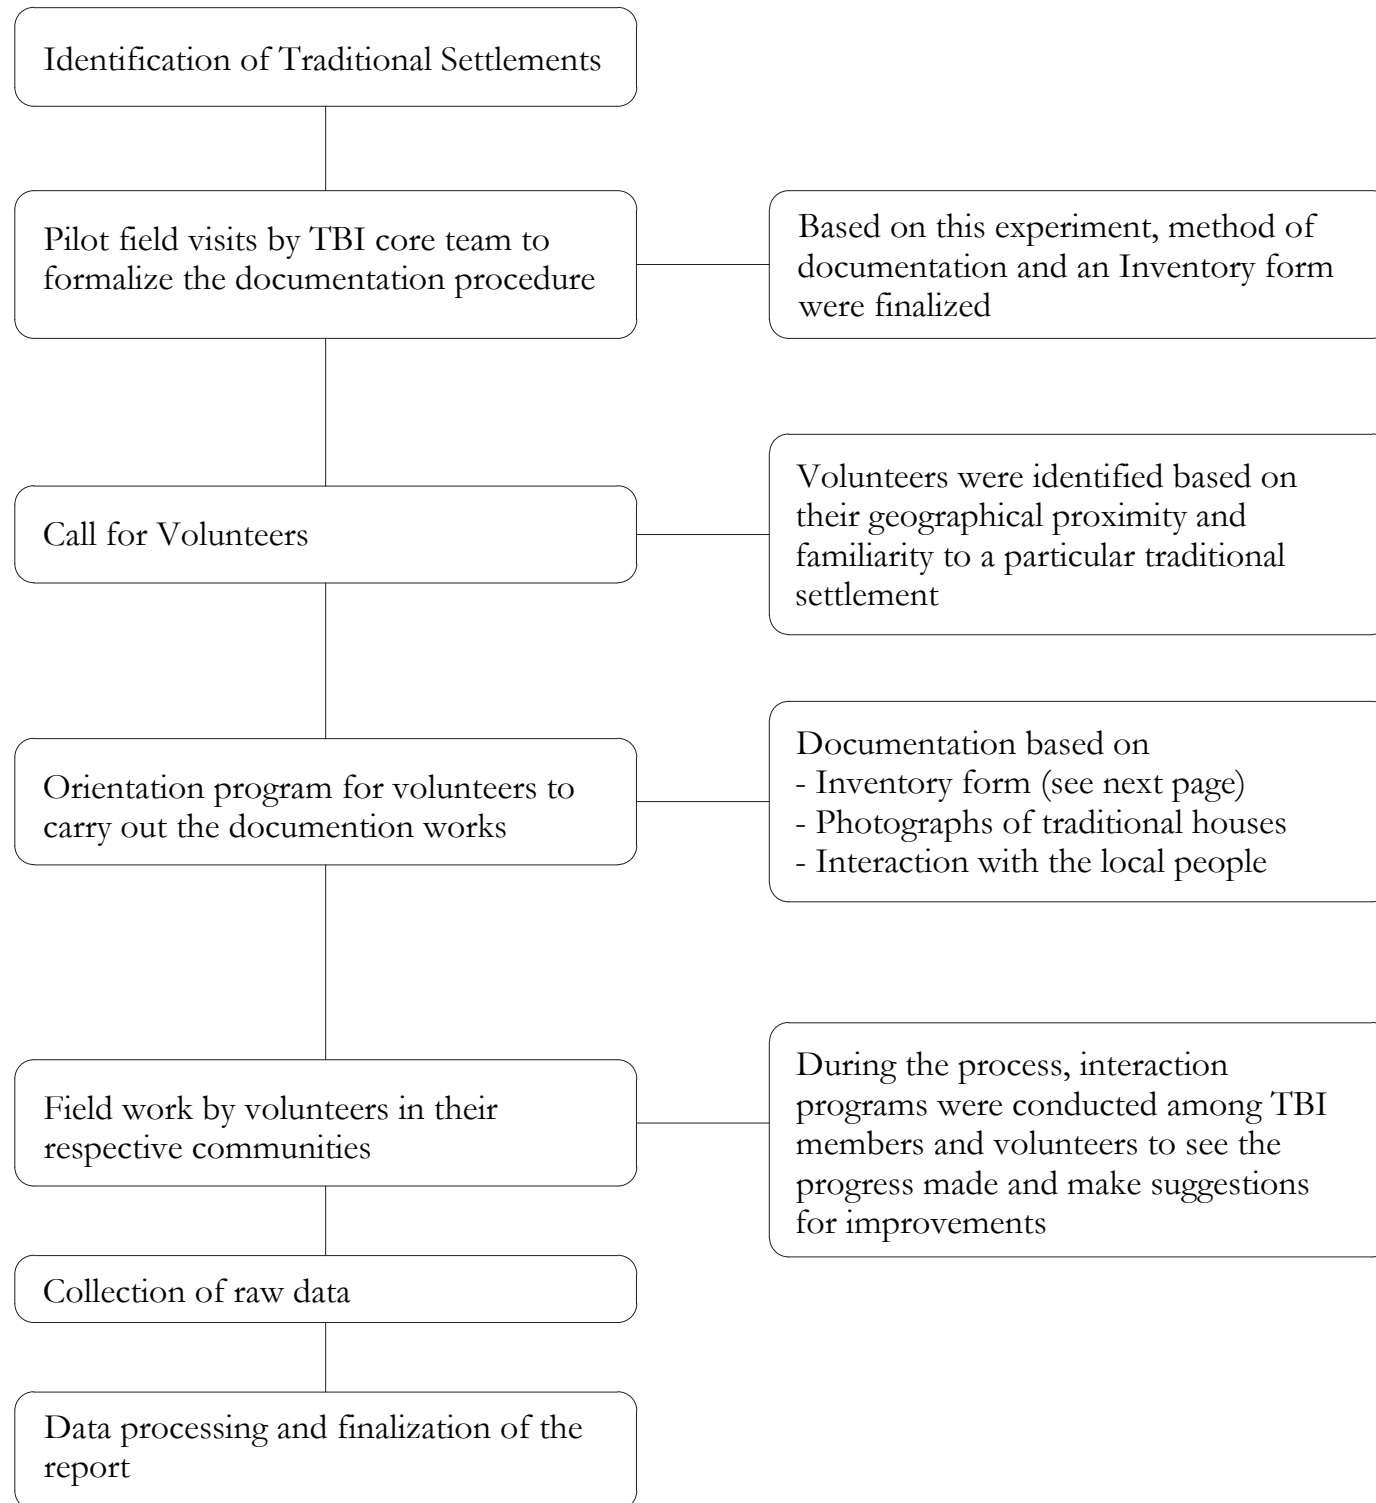 Identification of Traditional Settlements
Pilot field visits by TBI core team to
formalize the documentation procedure
Based on this experiment, method of
documentation and an Inventory form
were finalized
Call for Volunteers
Volunteers were identified based on
their geographical proximity and
familiarity to a particular traditional
settlement
Orientation program for volunteers to
carry out the documention works
Documentation based on
- Inventory form (see next page)
- Photographs of traditional houses
- Interaction with the local people
Field work by volunteers in their
respective communities
During the process, interaction
programs were conducted among TBI
members and volunteers to see the
progress made and make suggestions
for improvements
Collection of raw data
Data processing and finalization of the
report